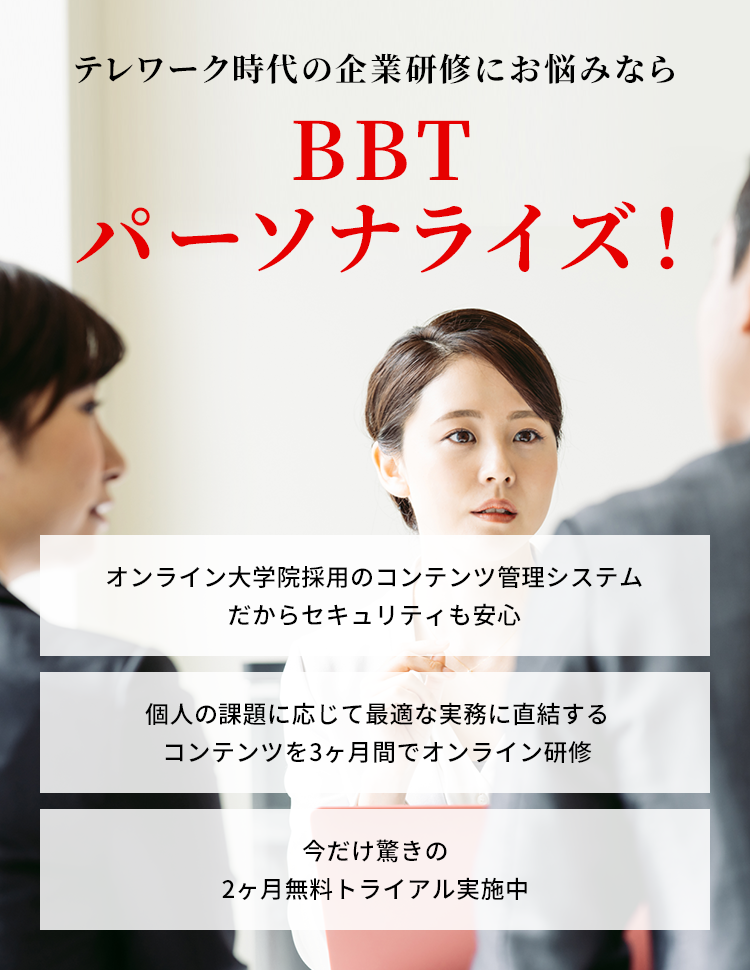 テレワーク時代の企業研修にお悩みなら
BBT
パーソナライズ！
オンライン大学院採用のコンテンツ管理システム
だからセキュリティも安心
個人の課題に応じて最適な実務に直結する
コンテンツを3ヶ月間でオンライン研修
今だけ驚きの
2ヶ月無料トライアル実施中